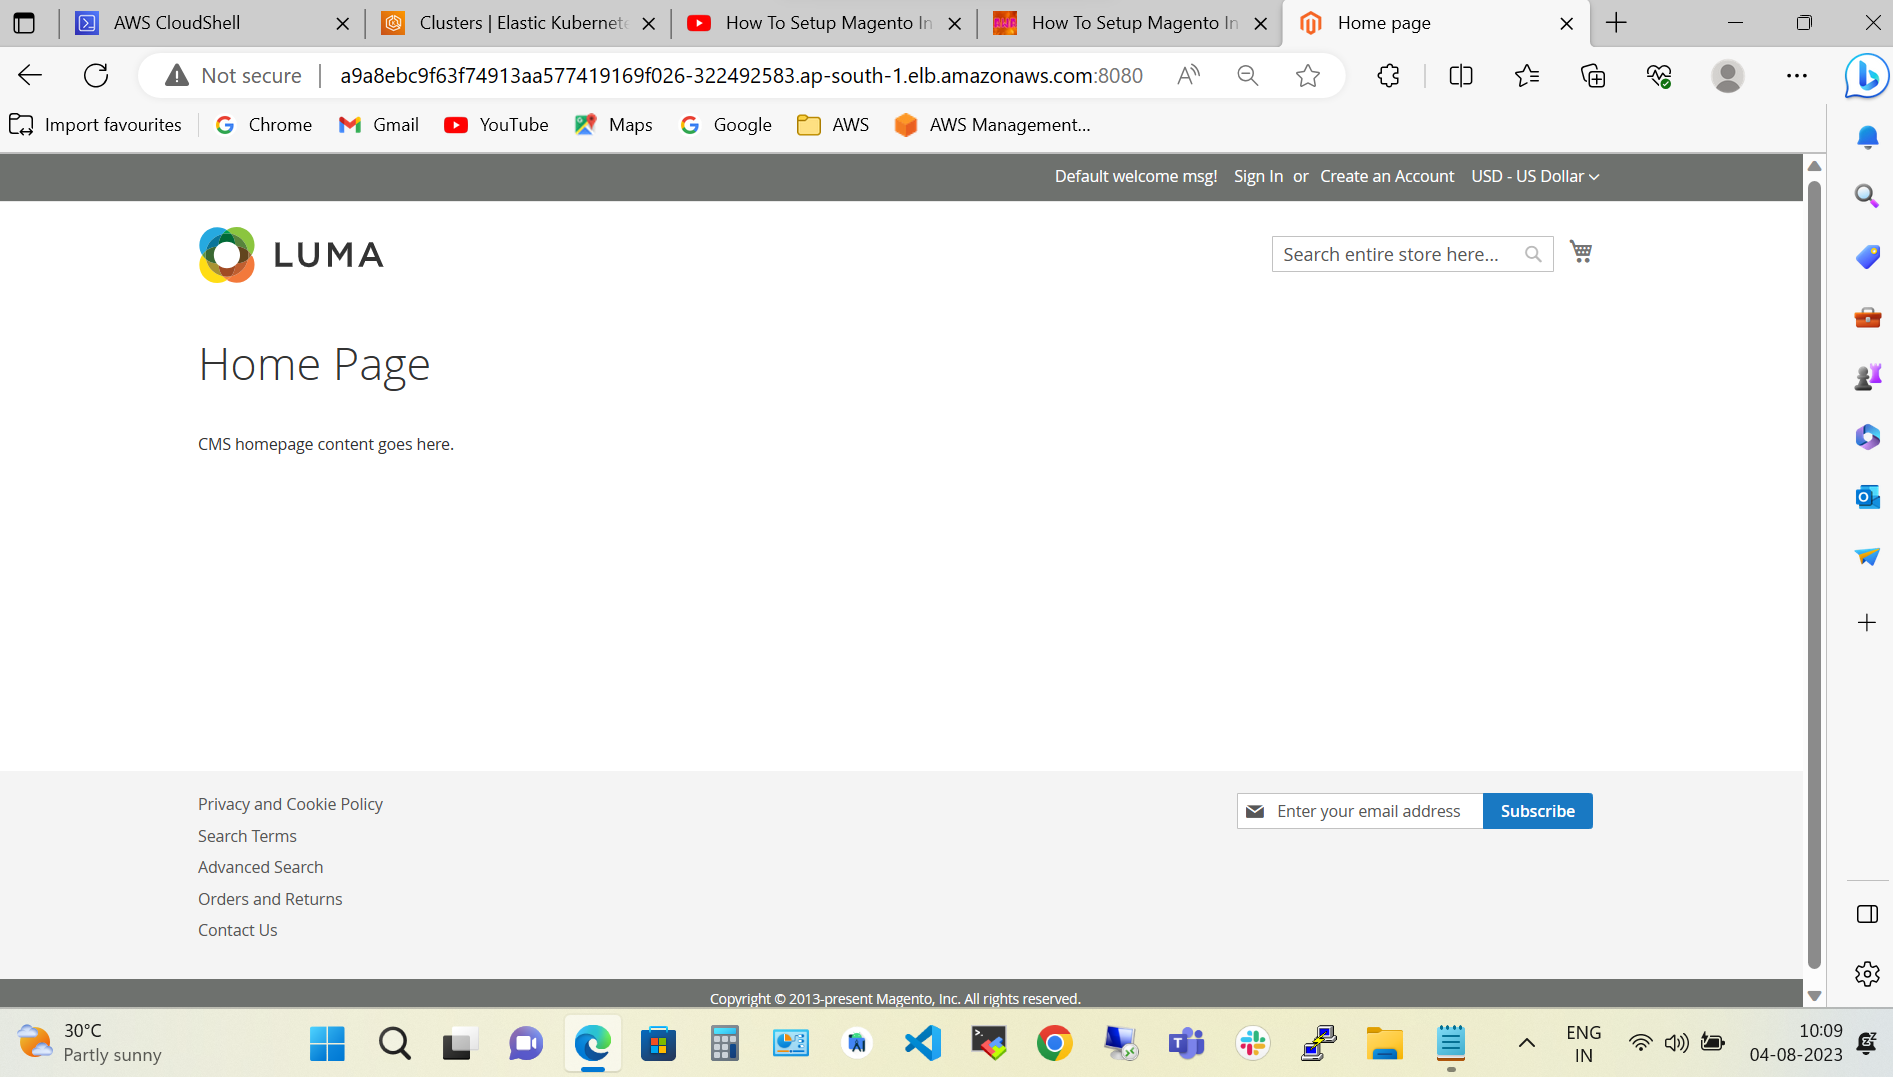 AWS CloudShell
Clusters | Elastic Kubernete
How To Setup Magento In
How To Setup Magento In
Home page
Not secure
a9a8ebc9f63f74913aa577419169f026-322492583.ap-south-1.elb.amazonaws.com:8080
Import favourites
Chrome
Gmail
YouTube
Maps
Google
AWS
AWS Management...
Default welcome msg! Sign In or Create an Account USD - US Dollar
LUMA
Search entire store here...
Home Page
CMS homepage content goes here.
Privacy and Cookie Policy
Search Terms
Advanced Search
Orders and Returns
Contact Us
Enter your email address
Subscribe
Copyright © 2013-present Magento, Inc. All rights reserved.
30°C
Partly sunny
ENG
IN
10:09
04-08-2023